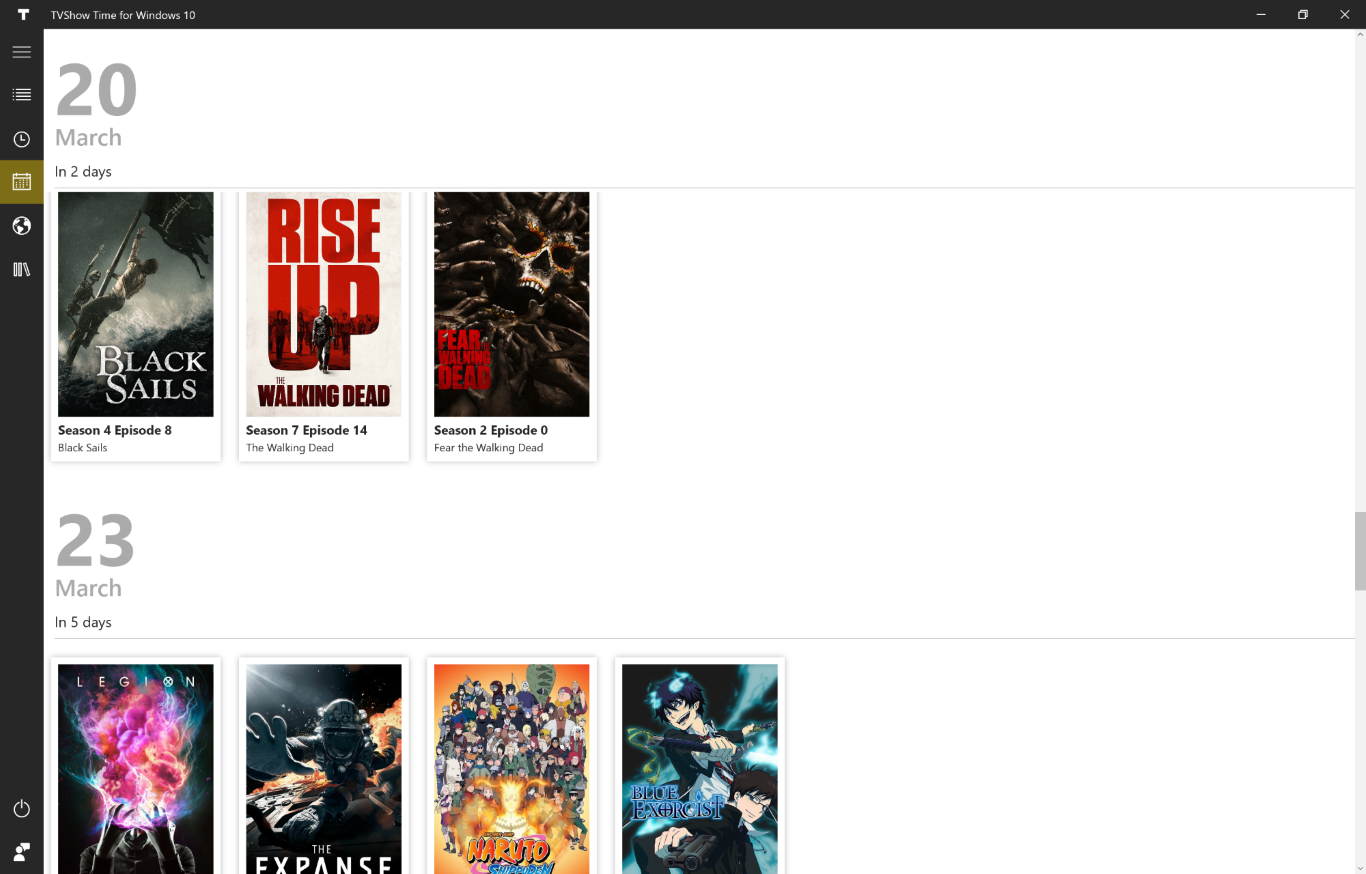 T TVShow Time for Windows 10
20
March
In 2 days
BLACK
SAILS
Season 4 Episode 8
Black Sails
RISE
UP
THE
WALKING DEAD
Season 7 Episode 14
The Walking Dead
FEAR THE
WALKING
DEAD
Season 2 Episode 0
Fear the Walking Dead
23
March
In 5 days
LEGION
THE
EXPANSE
NARUTO
SHIPPUDEN
BLUE
EXORCIST